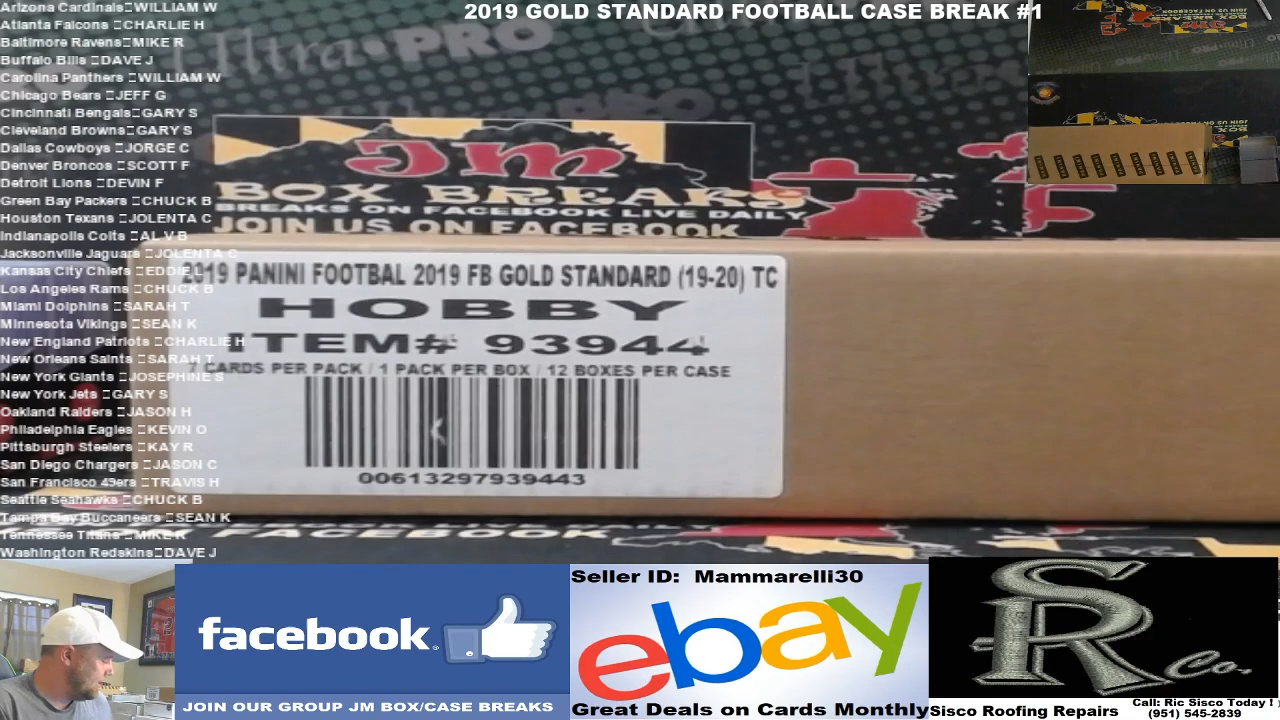 2019 GOLD STANDARD FOOTBALL CASE BREAK #1
Arizona Cardinals WILLIAM W
Atlanta Falcons CHARLIE H
Baltimore Ravens MIKE R
Buffalo Bills DAVE J
Carolina Panthers WILLIAM W
Chicago Bears JEFF G
Cincinnati Bengals GARY S
Cleveland Browns GARY S
Dallas Cowboys JORGE C
Denver Broncos SCOTT F
Detroit Lions DEVIN F
Green Bay Packers CHUCK B
Houston Texans JOLENTA C
Indianapolis Colts AL V B
Jacksonville Jaguars JOLENTA C
Kansas City Chiefs EDDIE
Los Angeles Rams CHUCK B
Miami Dolphins SARAH T
Minnesota Vikings SEAN K
New England Patriots CHARLIE H
New Orleans Saints SARAH T
New York Giants JOSEPHINE S
New York Jets GARY S
Oakland Raiders JASON H
Philadelphia Eagles KEVIN O
Pittsburgh Steelers KAY R
San Diego Chargers JASON C
San Francisco 49ers TRAVIS H
Seattle Seahawks CHUCK B
Tampa Bay Buccaneers SEAN K
Tennessee Titans MIKE R
Washington Redskins DAVE J
Ultra PRO
JM
BOX BREAKS
BREAKS ON FACEBOOK LIVE DAILY
JOIN US ON FACEBOOK
2019 PANINI FOOTBAL 2019 FB GOLD STANDARD (19-20) TC
HOBBY
ITEM# 93944
7 CARDS PER PACK / 1 PACK PER BOX / 12 BOXES PER CASE
00613297939443
FACEBOOK
facebook
JOIN OUR GROUP JM BOX/CASE BREAKS
Seller ID: Mammarelli30
ebay
Great Deals on Cards Monthly
SR Co.
Sisco Roofing Repairs
Call: Ric Sisco Today !
(951) 545-2839